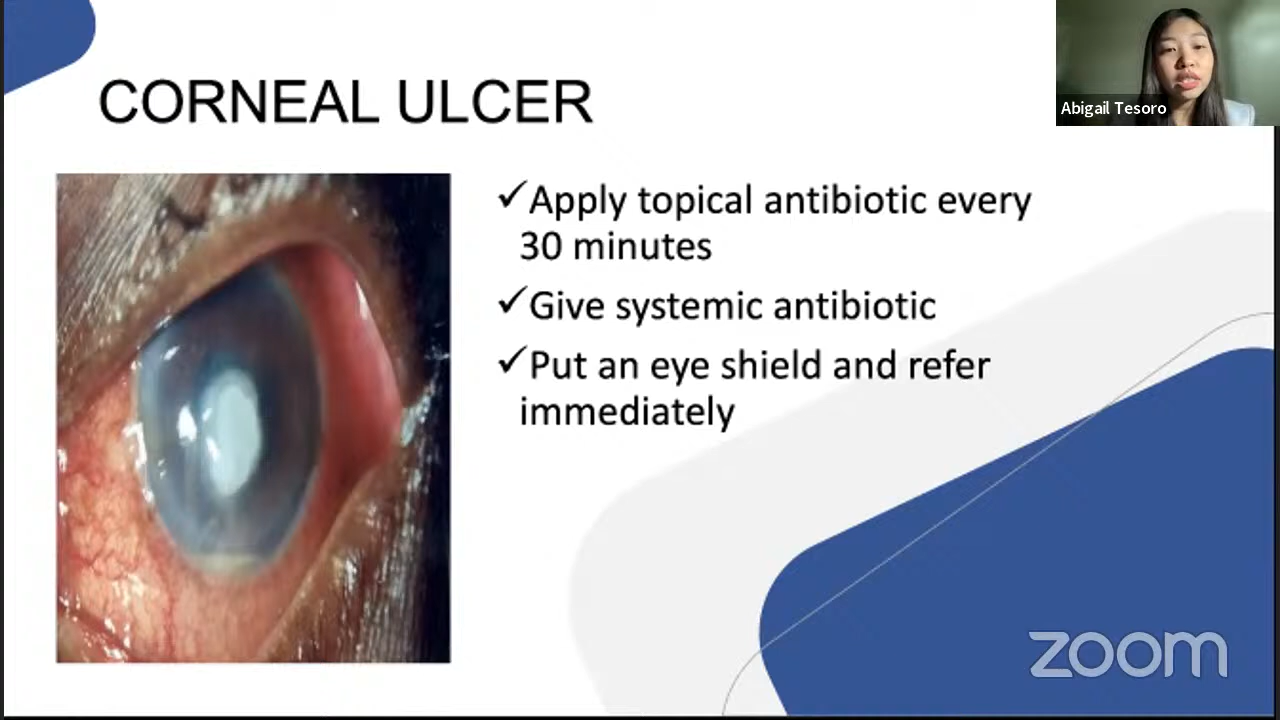 CORNEAL ULCER
Abigail Tesoro
✓Apply topical antibiotic every
30 minutes
✓Give systemic antibiotic
✓Put an eye shield and refer
immediately
zoom